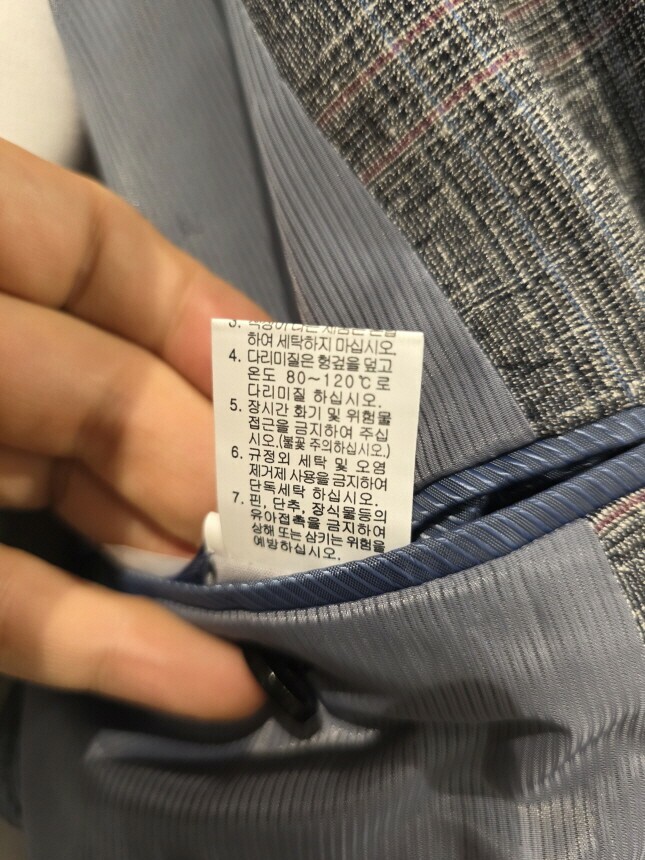 하여 세탁하지 마십시오.
4. 다리미질은 헝겊을 덮고
온도 80~120℃로
다리미질 하십시오.
5. 장시간 화기 및 위험물
접근을 금지하여 주십
시오.(불꽃 주의하십시오.)
6. 규정외 세탁 및 오염
제거제 사용을 금지하여
단독세탁 하십시오.
7. 핀, 단추, 장식물등의
유아접촉을 금지하여
상해 또는 삼키는 위험을
예방하십시오.